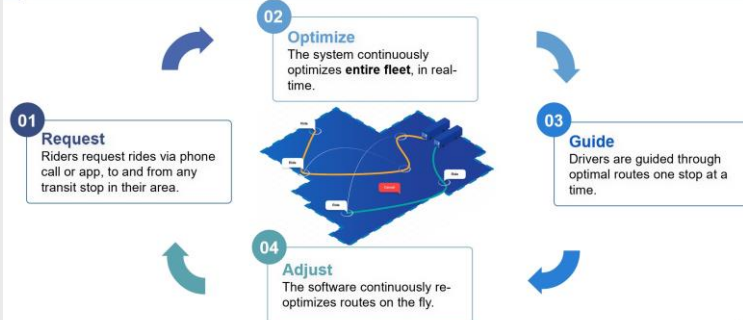 01
Request
Riders request rides via phone
call or app, to and from any
transit stop in their area.
02
Optimize
The system continuously
optimizes entire fleet, in real-
time.
03
Guide
Drivers are guided through
optimal routes one stop at a
time.
04
Adjust
The software continuously re-
optimizes routes on the fly.